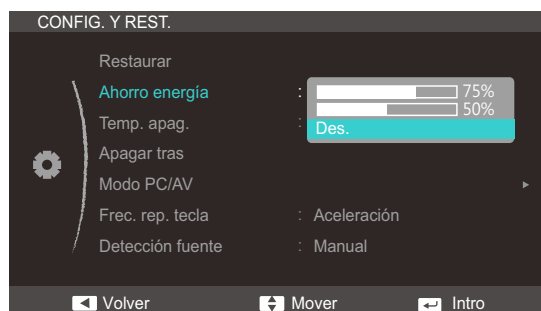 CONFIG. Y REST.
Restaurar
Ahorro energía : 75%
50%
Temp. apag. : Des.
Apagar tras
Modo PC/AV
Frec. rep. tecla : Aceleración
Detección fuente : Manual
Volver Mover Intro